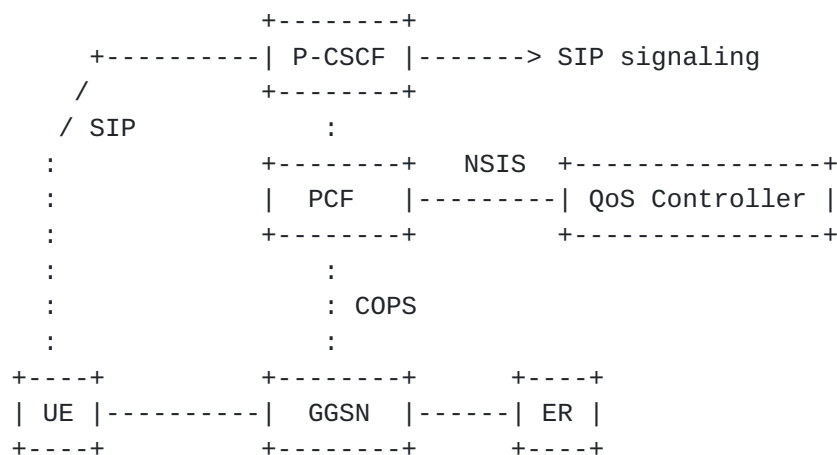 P-CSCF SIP signaling
SIP
NSIS
PCF QoS Controller
COPS
UE GGSN ER